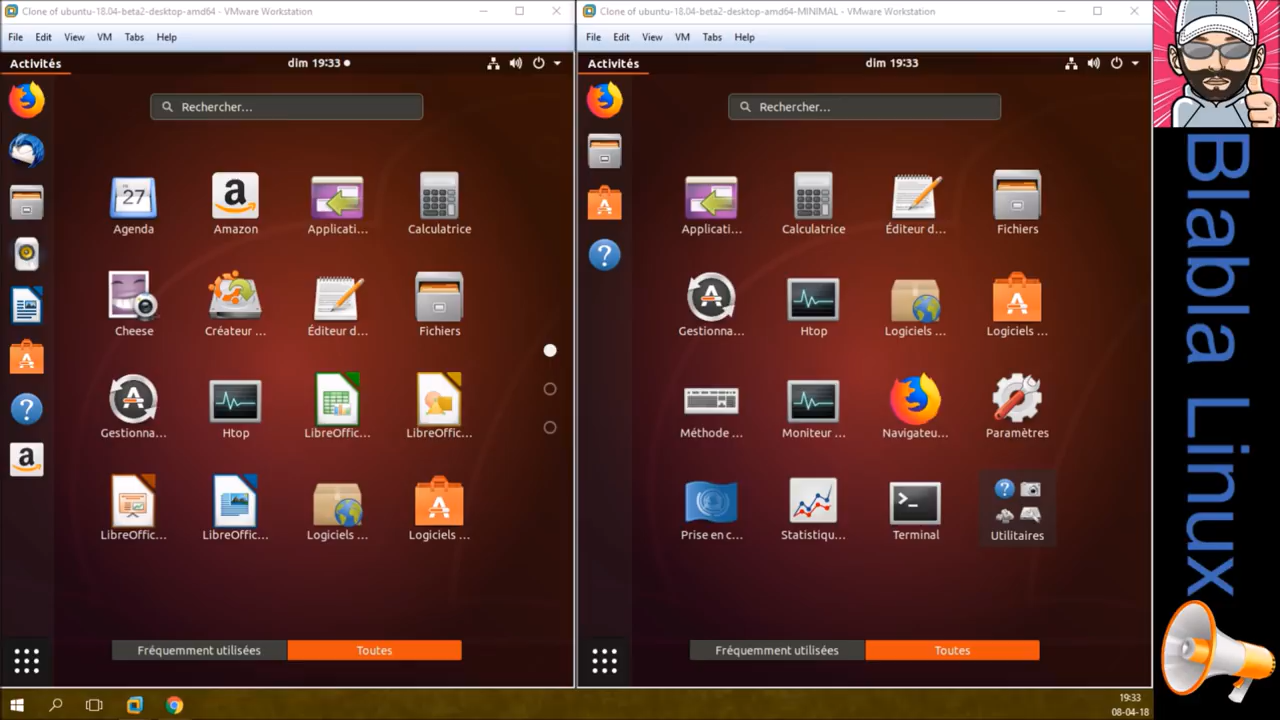 Clone of ubuntu-18.04-beta2-desktop-amd64 - VMware Workstation
File Edit View VM Tabs Help
Activités dim 19:33
Rechercher...
27
Agenda Amazon Applicati... Calculatrice
Cheese Créateur ... Éditeur d... Fichiers
Gestionna... Htop LibreOffic... LibreOffic...
LibreOffic... LibreOffic... Logiciels ... Logiciels ...
Fréquemment utilisées Toutes
Clone of ubuntu-18.04-beta2-desktop-amd64-MINIMAL - VMware Workstation
File Edit View VM Tabs Help
Activités dim 19:33
Rechercher...
Applicati... Calculatrice Éditeur d... Fichiers
Gestionna... Htop Logiciels ... Logiciels ...
Méthode ... Moniteur ... Navigateu... Paramètres
Prise en c... Statistiqu... Terminal Utilitaires
Fréquemment utilisées Toutes
Blabla Linux
19:33
08-04-18